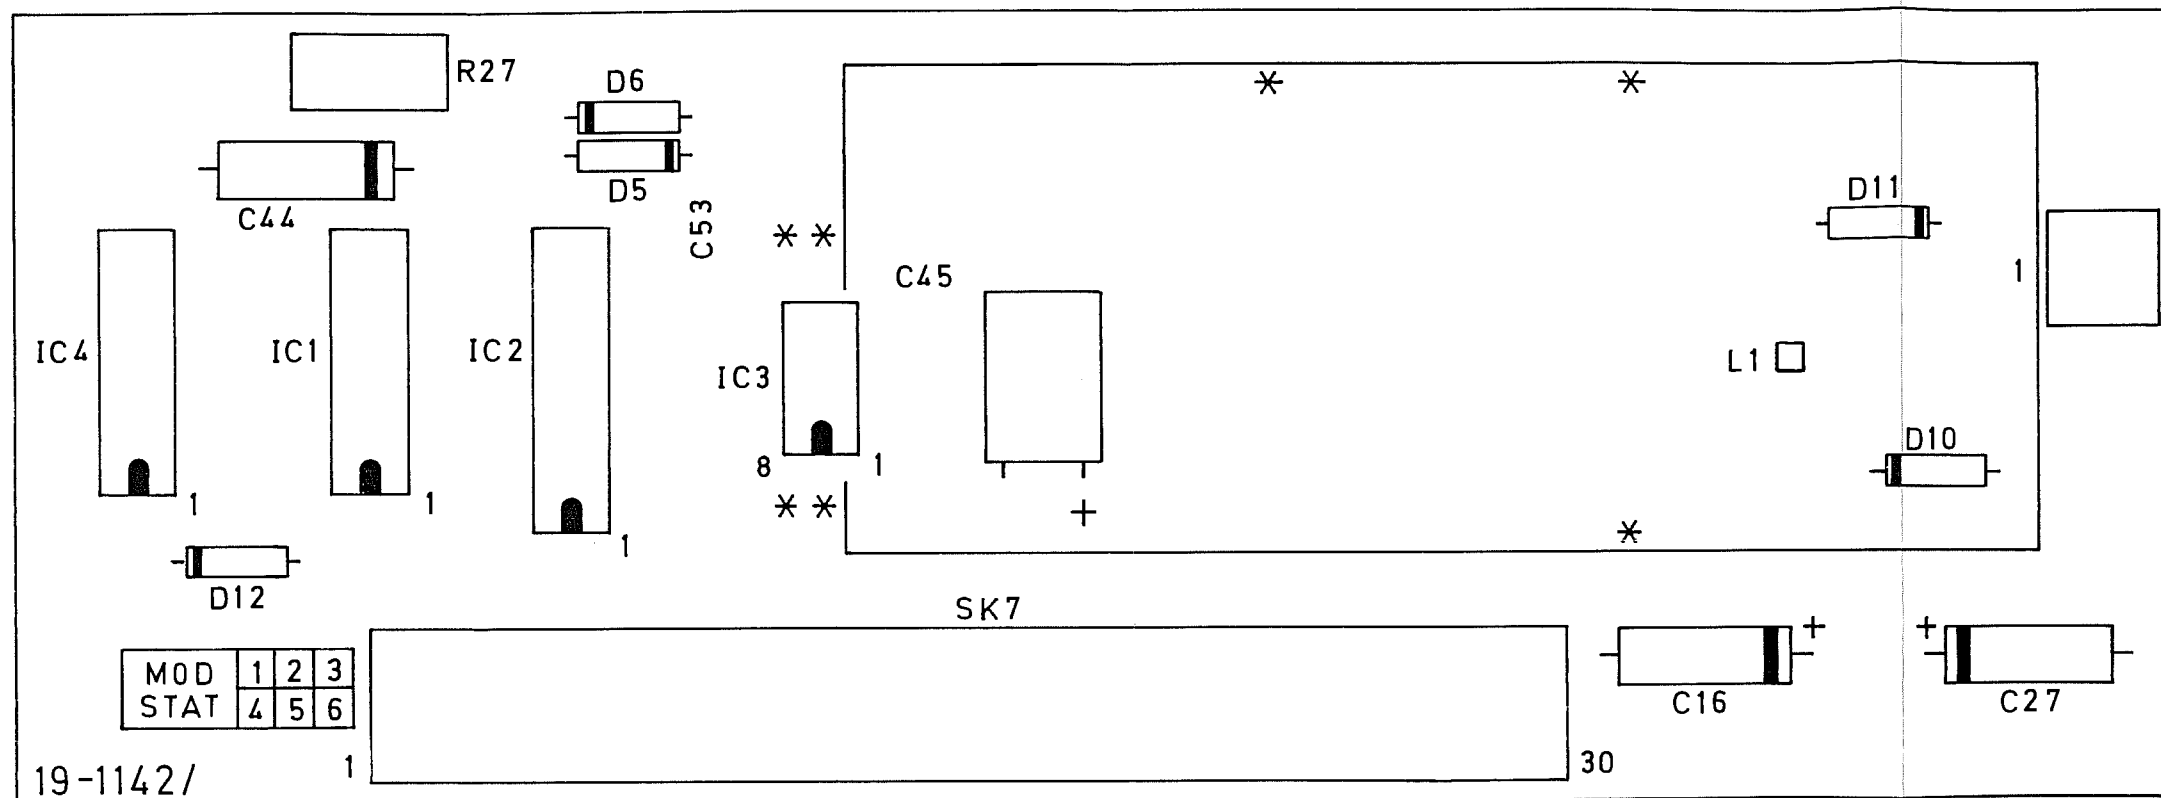 R27
D6
D5
C44
C53
* *
*
*
D11
1
C45
IC4
IC1
IC2
IC3
L1
8
1
* *
+
D10
*
1
1
1
D12
SK7
MOD 1 2 3
STAT 4 5 6
1
30
+
C16
+
C27
19-1142/